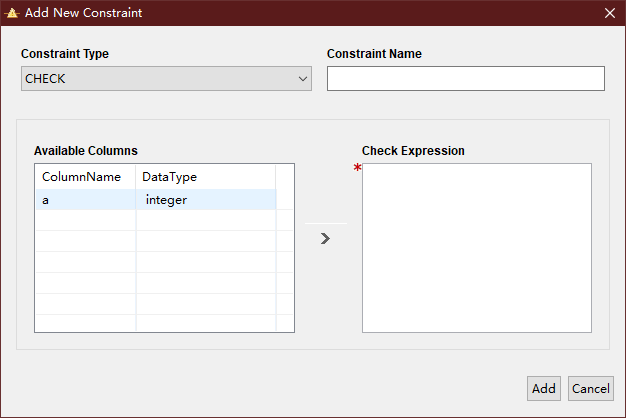 Add New Constraint
Constraint Type
Constraint Name
CHECK
Available Columns
Check Expression
*
ColumnName DataType
a integer
>
Add
Cancel